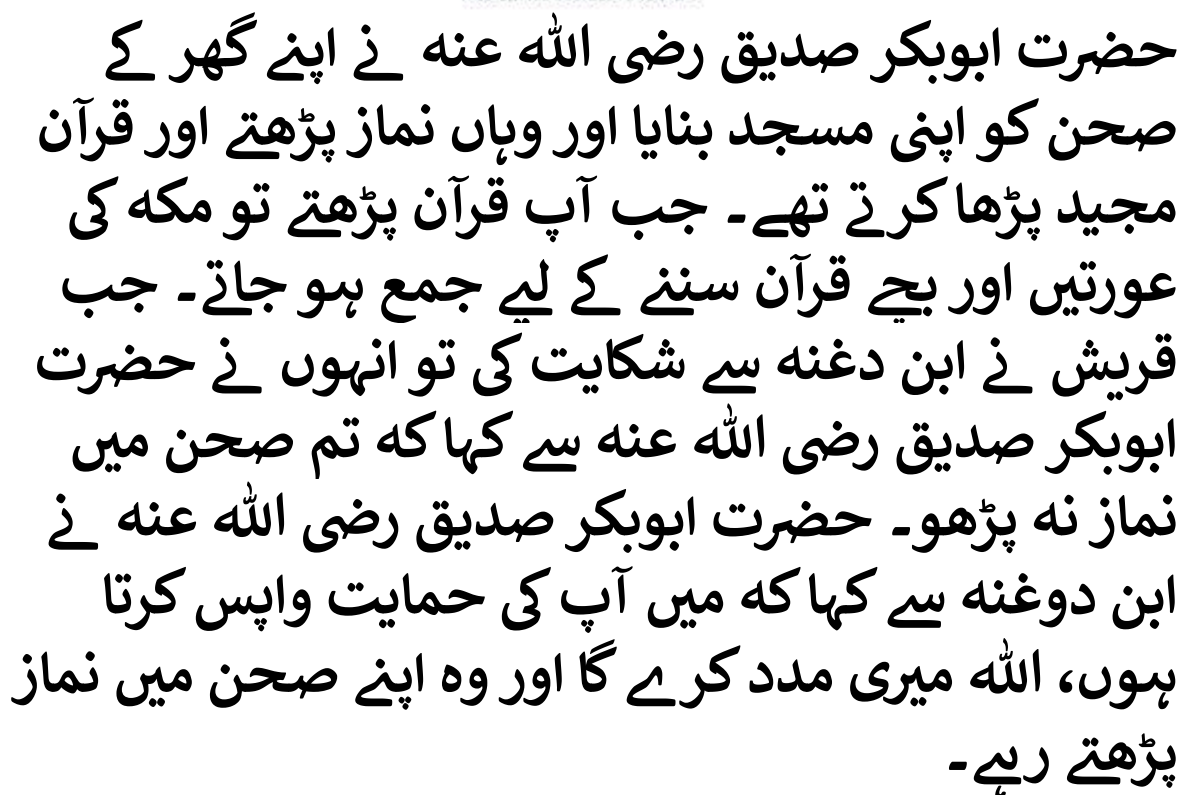 حضرت ابوبکر صدیق رضی اللہ عنہ نے اپنے گھر کے
صحن کو اپنی مسجد بنایا اور وہاں نماز پڑھتے اور قرآن
مجید پڑھا کرتے تھے۔ جب آپ قرآن پڑھتے تو مکہ کی
عورتیں اور بچے قرآن سننے کے لیے جمع ہو جاتے۔ جب
قریش نے ابن دغنہ سے شکایت کی تو انہوں نے حضرت
ابوبکر صدیق رضی اللہ عنہ سے کہا کہ تم صحن میں
نماز نہ پڑھو۔ حضرت ابوبکر صدیق رضی اللہ عنہ نے
ابن دوغنہ سے کہا کہ میں آپ کی حمایت واپس کرتا
ہوں، اللہ میری مدد کرے گا اور وہ اپنے صحن میں نماز
پڑھتے رہے۔